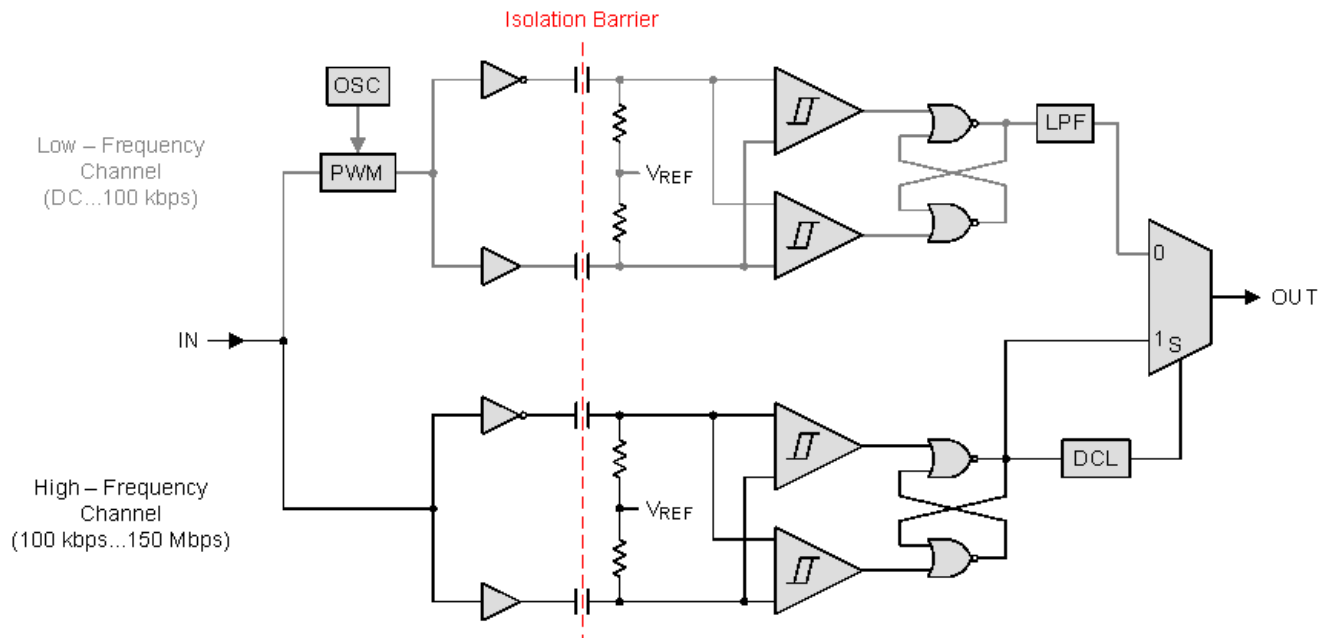 Isolation Barrier
OSC
Low – Frequency
Channel
(DC...100 kbps)
PWM
VREF
LPF
0
OUT
IN
1
S
High – Frequency
Channel
(100 kbps...150 Mbps)
VREF
DCL